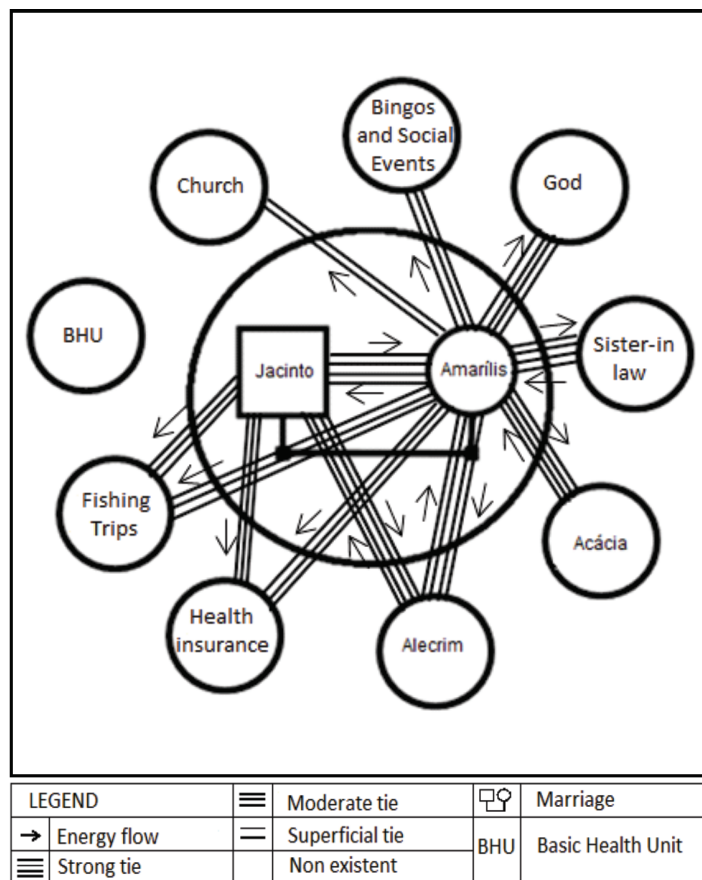 Bingos
and Social
Events
Church
God
BHU
Sister-in
law
Jacinto
Amarílis
Fishing
Trips
Acácia
Health
insurance
Alecrim
LEGEND
Moderate tie
Marriage
Energy flow
Superficial tie
BHU
Basic Health Unit
Strong tie
Non existent